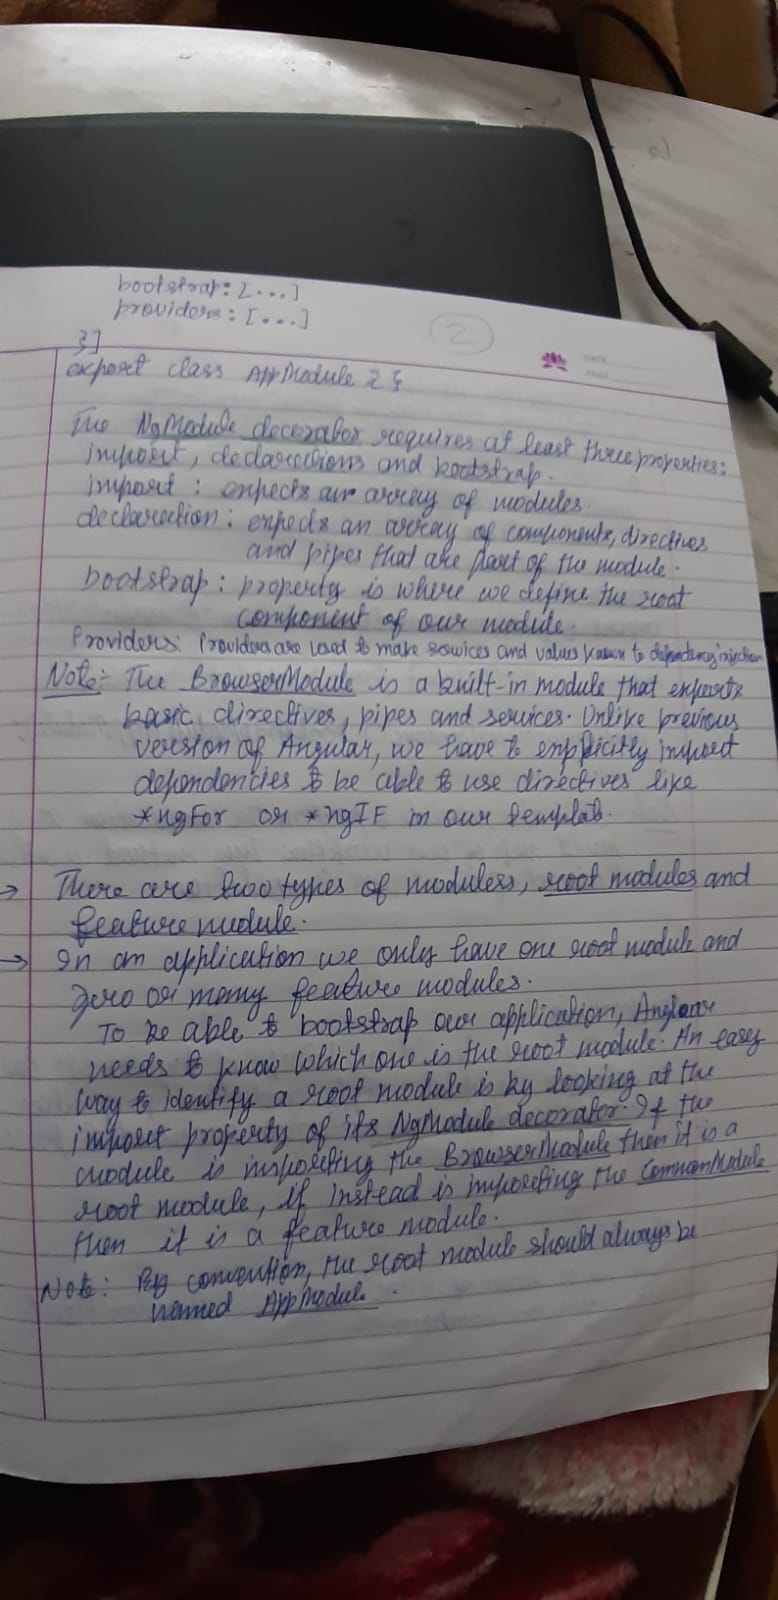 bootstrap: [...]
providers: [...]
2
}]
DATE
PAGE
export class AppModule { }
The NgModule decorator requires at least three properties:
import, declarations and bootstrap.
import : expects an array of modules.
declaration : expects an array of components, directives
and pipes that are part of the module.
bootstrap : property is where we define the root
component of our module.
Providers: Providers are used to make services and values known to dependency injection
Note:- The BrowserModule is a built-in module that exports
basic directives, pipes and services. Unlike previous
version of Angular, we have to explicitly import
dependencies to be able to use directives like
*ngFor or *ngIF in our template.
→ There are two types of modules, root modules and
feature module.
→ In an application we only have one root module and
zero or many feature modules.
To be able to bootstrap our application, Angular
needs to know which one is the root module. An easy
way to identify a root module is by looking at the
import property of its NgModule decorator. If the
module is importing the BrowserModule then it is a
root module, if instead is importing the CommonModule
then it is a feature module.
Note: By convention, the root module should always be
named AppModule.